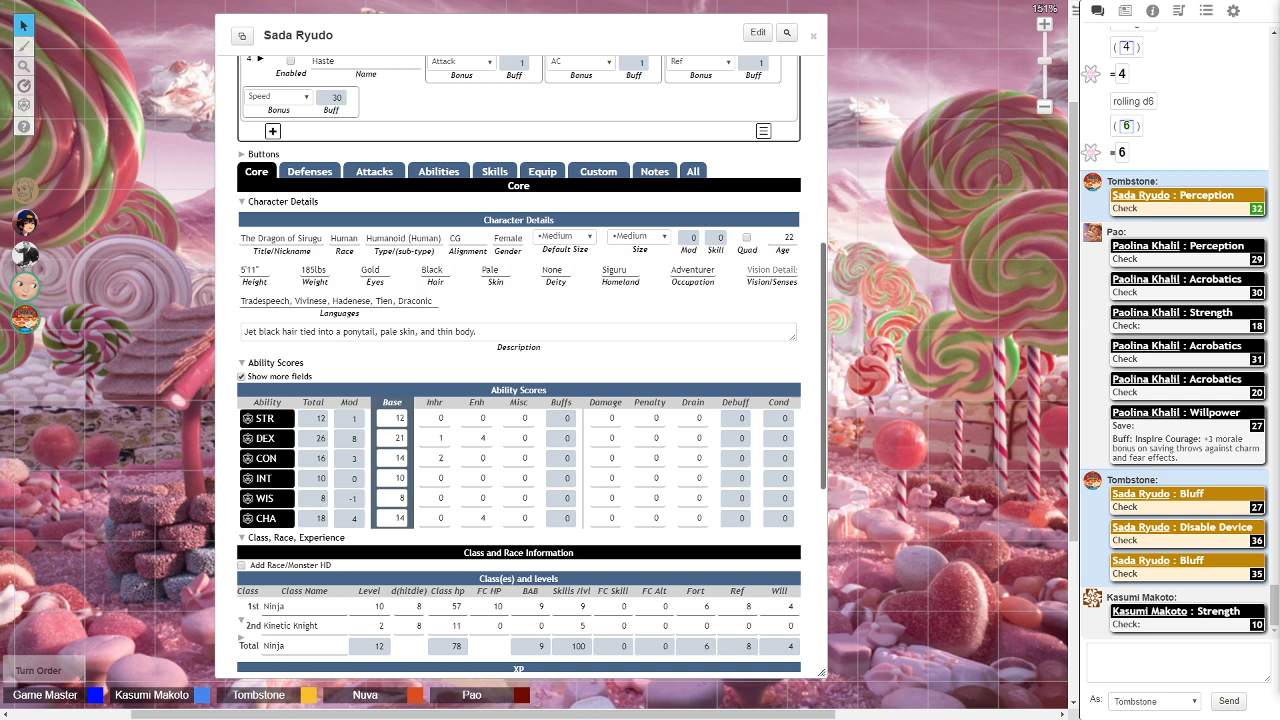 Sada Ryudo
Edit
4.
Haste
Attack
1
AC
1
Ref
1
Enabled
Name
Bonus
Buff
Bonus
Buff
Bonus
Buff
Speed
30
Bonus
Buff
Buttons
Core Defenses Attacks Abilities Skills Equip Custom Notes All
Core
Character Details
Character Details
The Dragon of Sirugu Human Humanoid (Human) CG Female •Medium •Medium 0 0 22
Title/Nickname Race Type/(sub-type) Alignment Gender Default Size Size Mod Skill Quad Age
5'11" 185lbs Gold Black Pale None Siguru Adventurer Vision Details
Height Weight Eyes Hair Skin Deity Homeland Occupation Vision/Senses
Tradespeech, Vivinese, Hadenese, Tien, Draconic
Languages
Jet black hair tied into a ponytail, pale skin, and thin body.
Description
Ability Scores
Show more fields
Ability Scores
Ability Total Mod Base Inhr Enh Misc Buffs Damage Penalty Drain Debuff Cond
STR 12 1 12 0 0 0 0 0 0 0 0 0
DEX 26 8 21 1 4 0 0 0 0 0 0 0
CON 16 3 14 2 0 0 0 0 0 0 0 0
INT 10 0 10 0 0 0 0 0 0 0 0 0
WIS 8 -1 8 0 0 0 0 0 0 0 0 0
CHA 18 4 14 0 4 0 0 0 0 0 0 0
Class, Race, Experience
Class and Race Information
Add Race/Monster HD
Class(es) and levels
Class Class Name Level d(hitdie) Class hp FC HP BAB Skills /lvl FC Skill FC Alt Fort Ref Will
1st Ninja 10 8 57 10 9 9 0 0 6 8 4
2nd Kinetic Knight 2 8 11 0 0 5 0 0 0 0 0
Total Ninja 12 78 9 100 0 0 6 8 4
XP
151%
Turn Order
Game Master
Kasumi Makoto
Tombstone
Nuva
Pao
(4)
=4
rolling d6
(6)
=6
Tombstone:
Sada Ryudo : Perception
Check 32
Pao:
Paolina Khalil : Perception
Check 29
Paolina Khalil : Acrobatics
Check 30
Paolina Khalil : Strength
Check: 18
Paolina Khalil : Acrobatics
Check 31
Paolina Khalil : Acrobatics
Check 20
Paolina Khalil : Willpower
Save: 27
Buff: Inspire Courage: +3 morale
bonus on saving throws against charm
and fear effects.
Tombstone:
Sada Ryudo : Bluff
Check 27
Sada Ryudo : Disable Device
Check 36
Sada Ryudo : Bluff
Check 35
Kasumi Makoto:
Kasumi Makoto : Strength
Check: 10
As: Tombstone Send